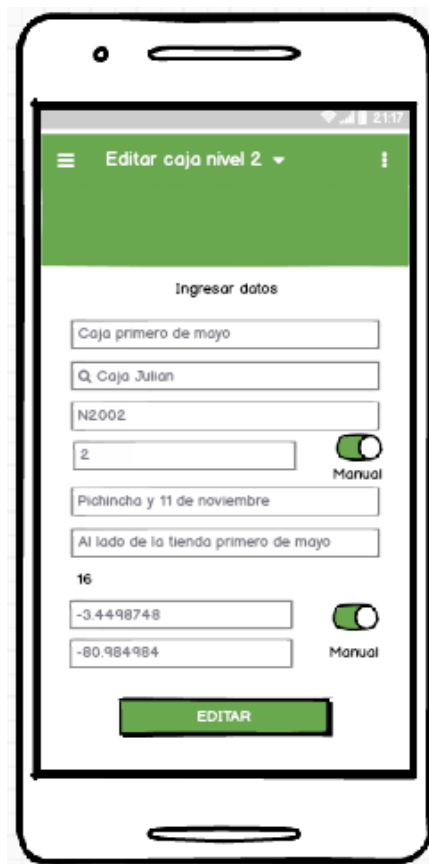 21:17
Editar caja nivel 2
Ingresar datos
Caja primero de mayo
Caja Julian
N2002
2
Manual
Pichincha y 11 de noviembre
Al lado de la tienda primero de mayo
16
-3.4498748
-80.984984
Manual
EDITAR